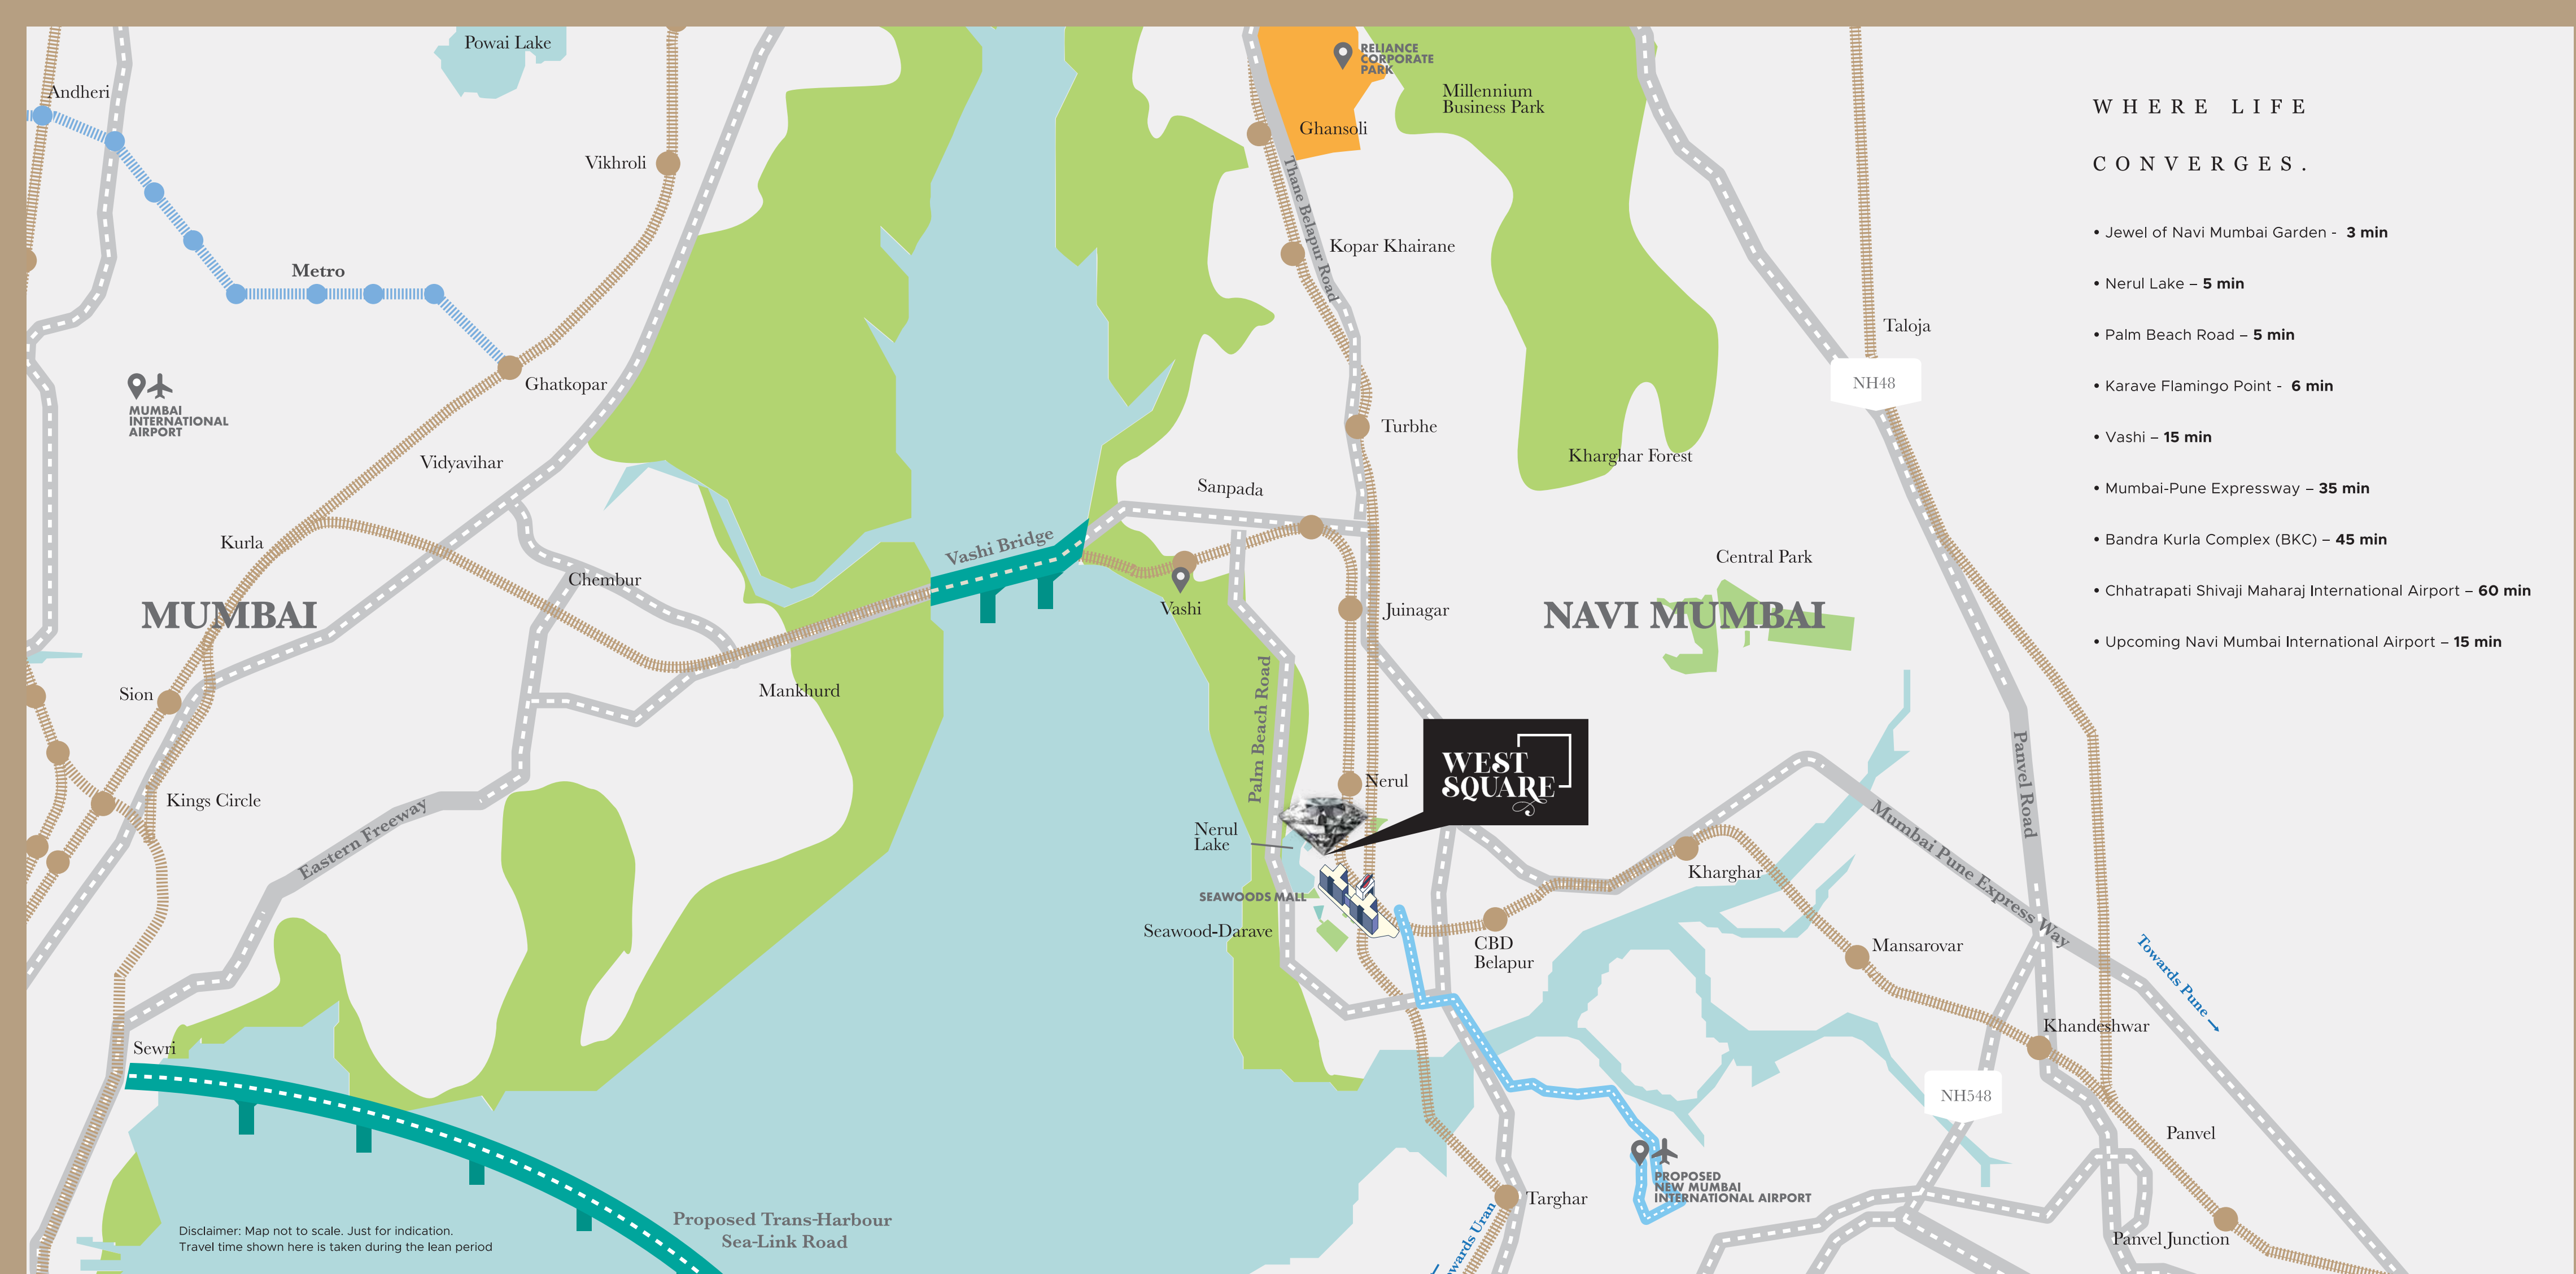 Powai Lake
RELIANCE
CORPORATE
PARK
Millennium
Business Park
Andheri
Ghansoli
Vikhroli
Thane Belapur Road
Kopar Khairane
Metro
Taloja
NH48
Ghatkopar
MUMBAI
INTERNATIONAL
AIRPORT
Turbhe
Vidyavihar
Kharghar Forest
Sanpada
Kurla
Vashi Bridge
Central Park
Chembur
Vashi
Juinagar
MUMBAI
NAVI MUMBAI
Sion
Mankhurd
Palm Beach Road
Panvel Road
WEST
SQUARE
Nerul
Kings Circle
Eastern Freeway
Nerul
Lake
Mumbai Pune Express Way
Kharghar
SEAWOODS MALL
Seawood-Darave
CBD
Belapur
Mansarovar
Towards Pune
Khandeshwar
Sewri
NH548
Panvel
PROPOSED
NEW MUMBAI
INTERNATIONAL AIRPORT
Targhar
Panvel Junction
Proposed Trans-Harbour
Sea-Link Road
Disclaimer: Map not to scale. Just for indication.
Travel time shown here is taken during the lean period
WHERE LIFE
CONVERGES.
• Jewel of Navi Mumbai Garden - 3 min
• Nerul Lake – 5 min
• Palm Beach Road – 5 min
• Karave Flamingo Point - 6 min
• Vashi – 15 min
• Mumbai-Pune Expressway – 35 min
• Bandra Kurla Complex (BKC) – 45 min
• Chhatrapati Shivaji Maharaj International Airport – 60 min
• Upcoming Navi Mumbai International Airport – 15 min